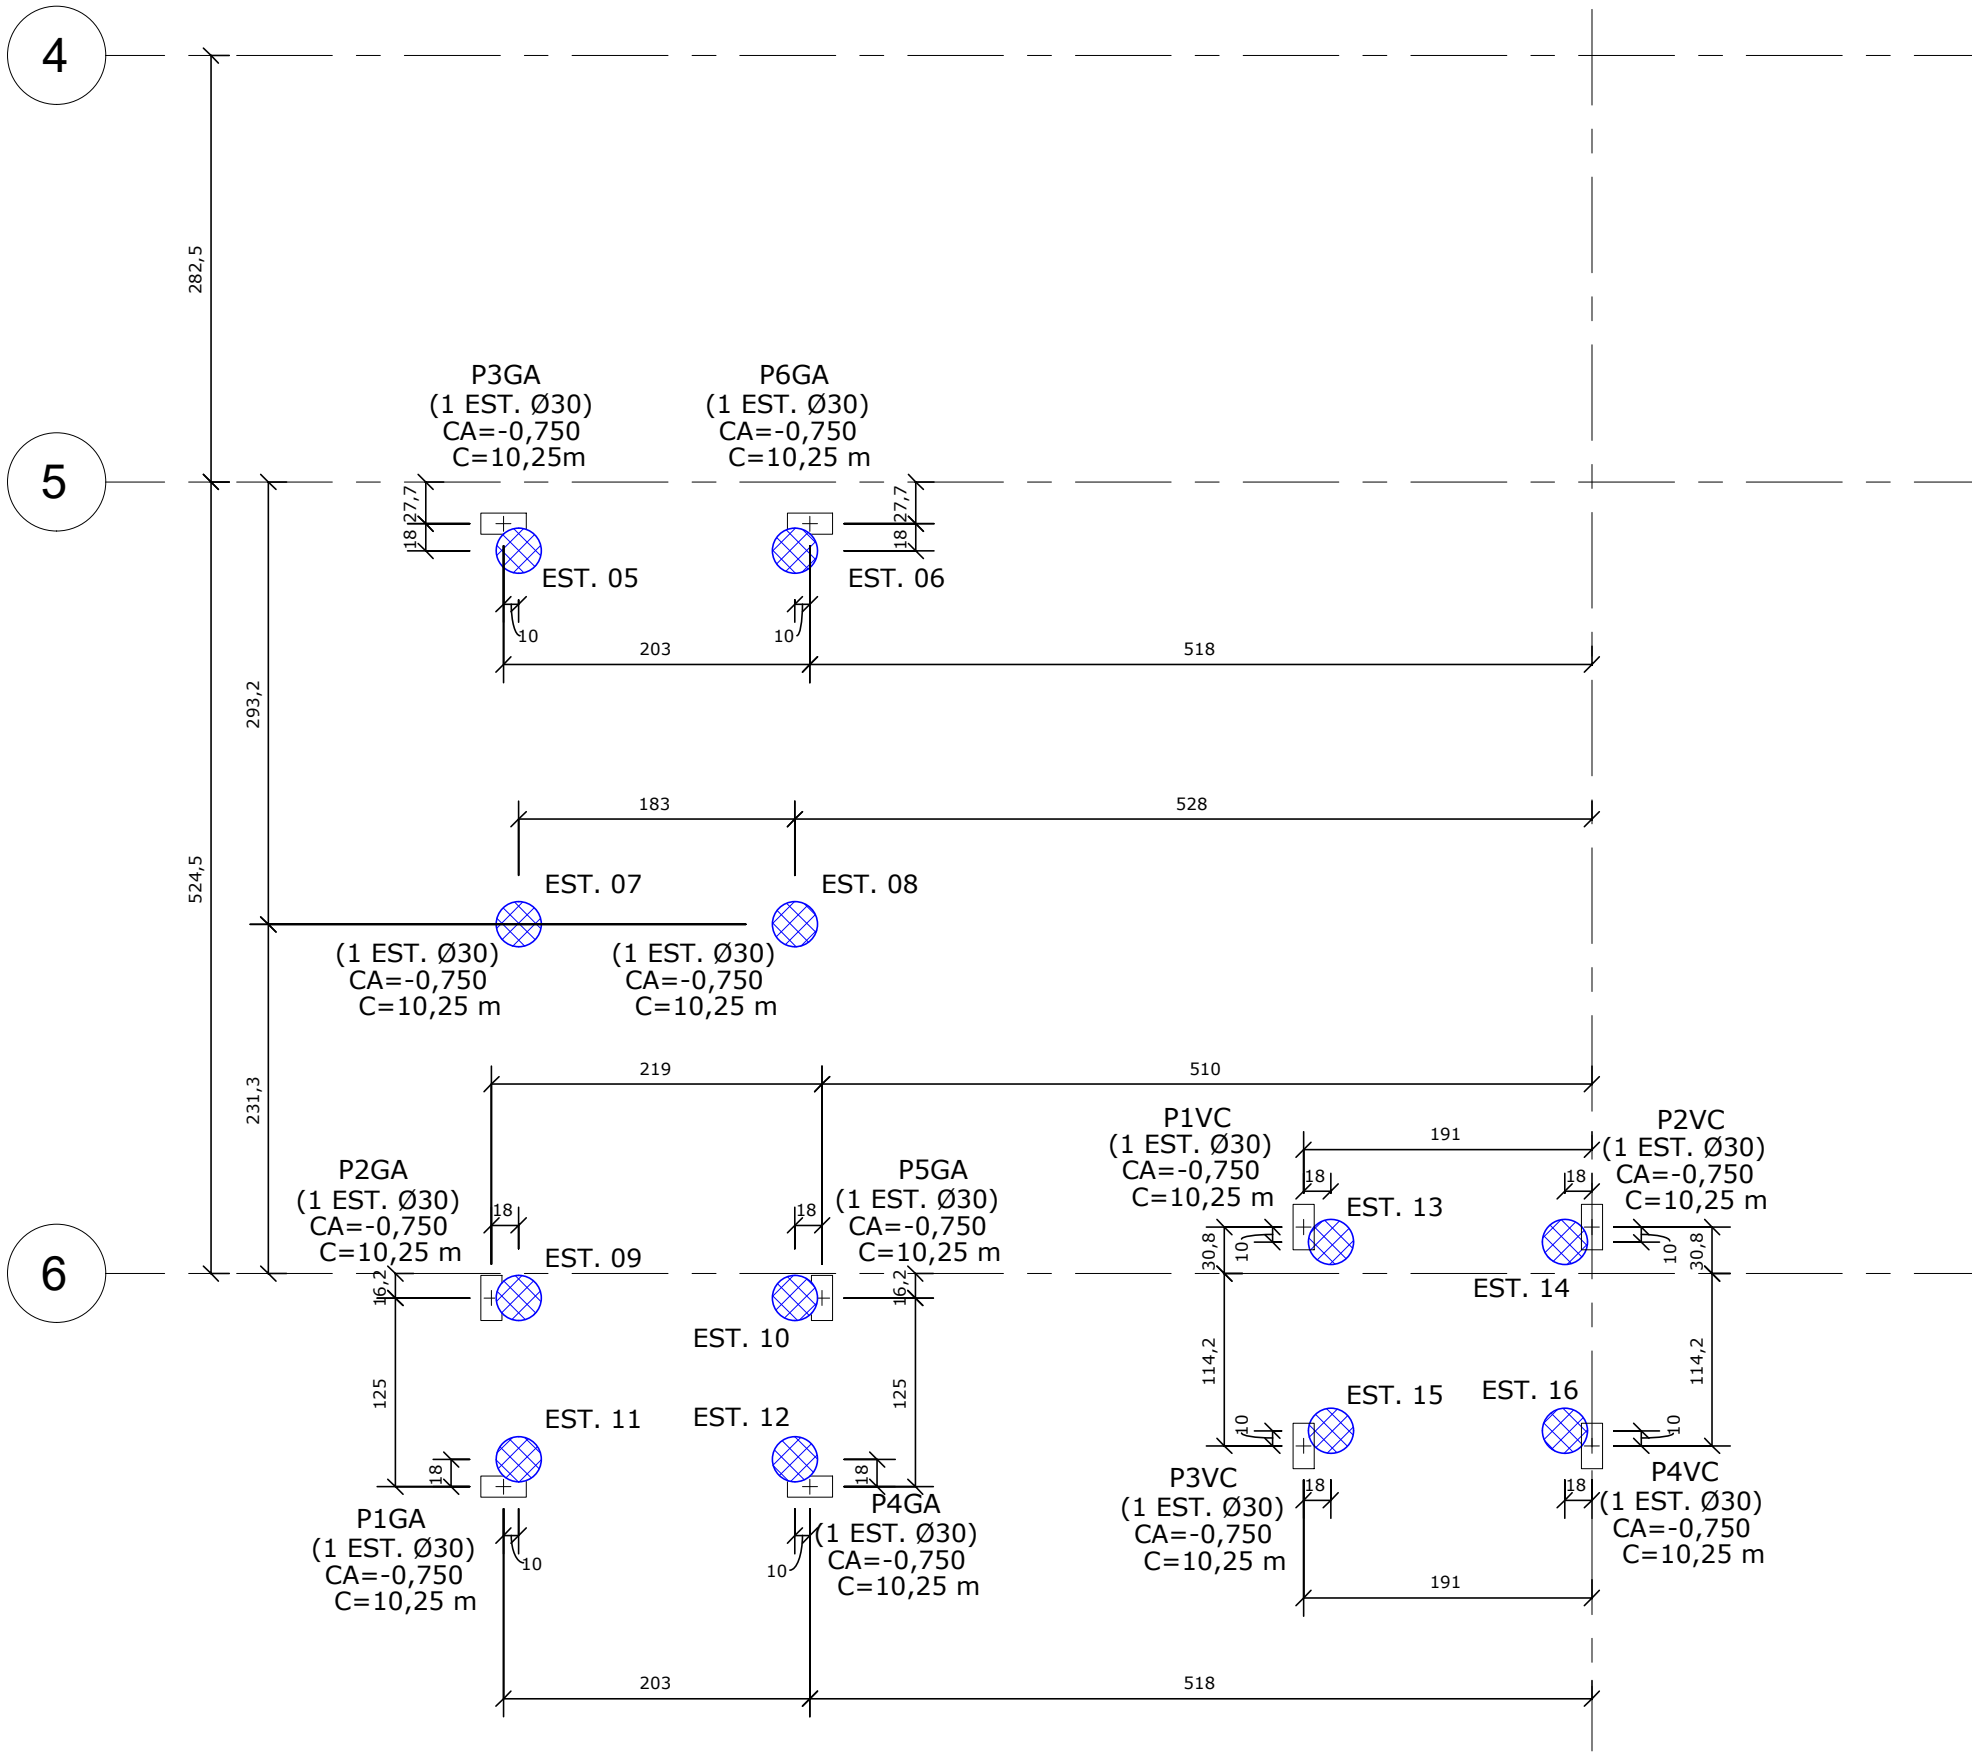 4
282,5
P3GA
(1 EST. Ø30)
CA=-0,750
C=10,25m
P6GA
(1 EST. Ø30)
CA=-0,750
C=10,25 m
5
27,7
18
27,7
18
EST. 05
EST. 06
10
10
203
518
293,2
524,5
183
528
EST. 07
EST. 08
(1 EST. Ø30)
CA=-0,750
C=10,25 m
(1 EST. Ø30)
CA=-0,750
C=10,25 m
231,3
219
510
P2GA
(1 EST. Ø30)
CA=-0,750
C=10,25 m
18
18
P5GA
(1 EST. Ø30)
CA=-0,750
C=10,25 m
P1VC
(1 EST. Ø30)
CA=-0,750
C=10,25 m
191
18
18
P2VC
(1 EST. Ø30)
CA=-0,750
C=10,25 m
EST. 13
30,8
10
10
30,8
EST. 14
6
EST. 09
16,2
16,2
EST. 10
125
125
114,2
114,2
EST. 11
EST. 12
EST. 15
EST. 16
10
10
18
18
P1GA
(1 EST. Ø30)
CA=-0,750
C=10,25 m
10
10
P4GA
(1 EST. Ø30)
CA=-0,750
C=10,25 m
P3VC
(1 EST. Ø30)
CA=-0,750
C=10,25 m
18
18
P4VC
(1 EST. Ø30)
CA=-0,750
C=10,25 m
191
203
518